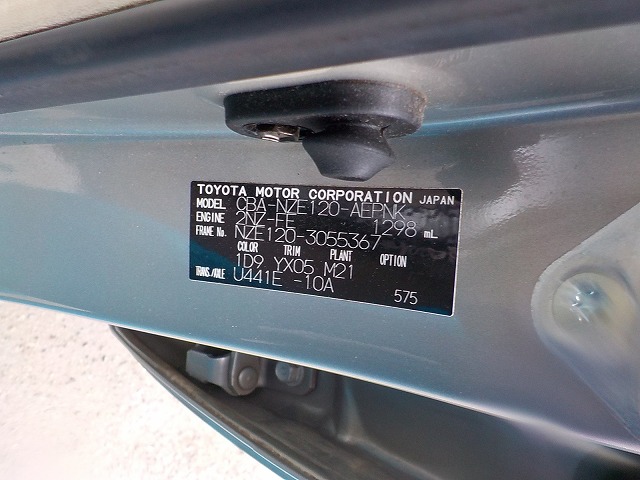 TOYOTA MOTOR CORPORATION JAPAN
MODEL CBA-NZE120-AEPNK
ENGINE 2NZ-FE 1298 mL
FRAME No. NZE120-3055367
COLOR TRIM PLANT OPTION
1D9 YX05 M21
TRANS./AXLE U441E -10A
575